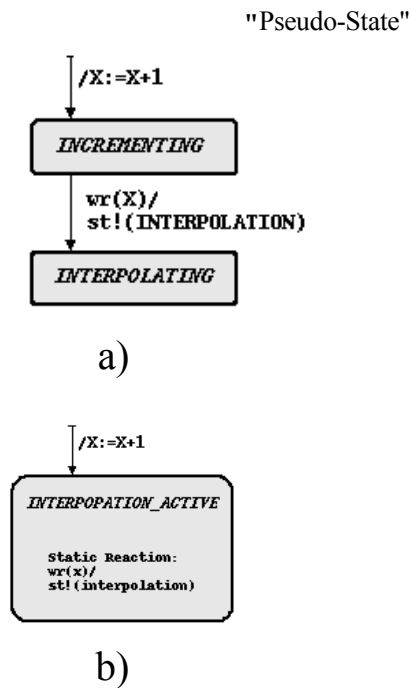 "Pseudo-State"
/X:=X+1
INCREMENTING
wr(X)/
st!(INTERPOLATION)
INTERPOLATING
a)
/X:=X+1
INTERPOPATION_ACTIVE
Static Reaction:
wr(x)/
st!(interpolation)
b)